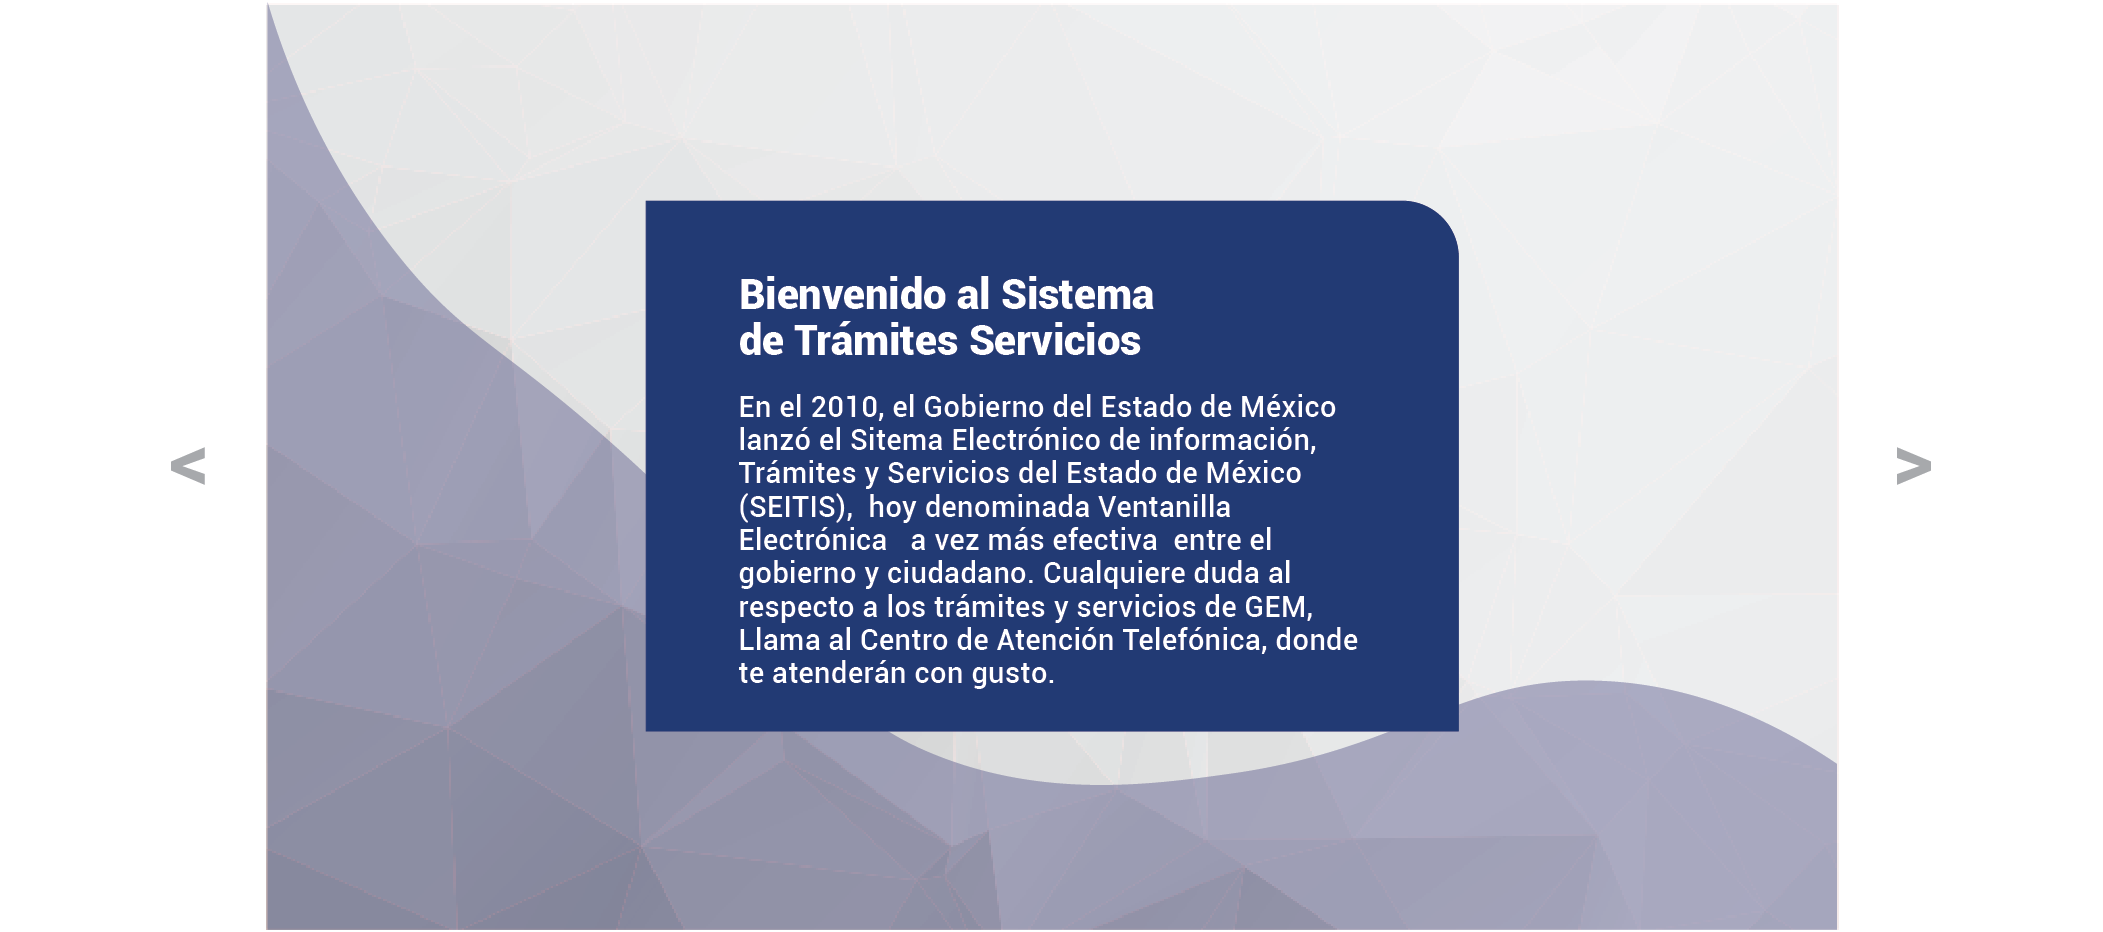 Bienvenido al Sistema
de Trámites Servicios
En el 2010, el Gobierno del Estado de México
lanzó el Sitema Electrónico de información,
Trámites y Servicios del Estado de México
(SEITIS),  hoy denominada Ventanilla
Electrónica   a vez más efectiva  entre el
gobierno y ciudadano. Cualquiere duda al
respecto a los trámites y servicios de GEM,
Llama al Centro de Atención Telefónica, donde
te atenderán con gusto.
< >